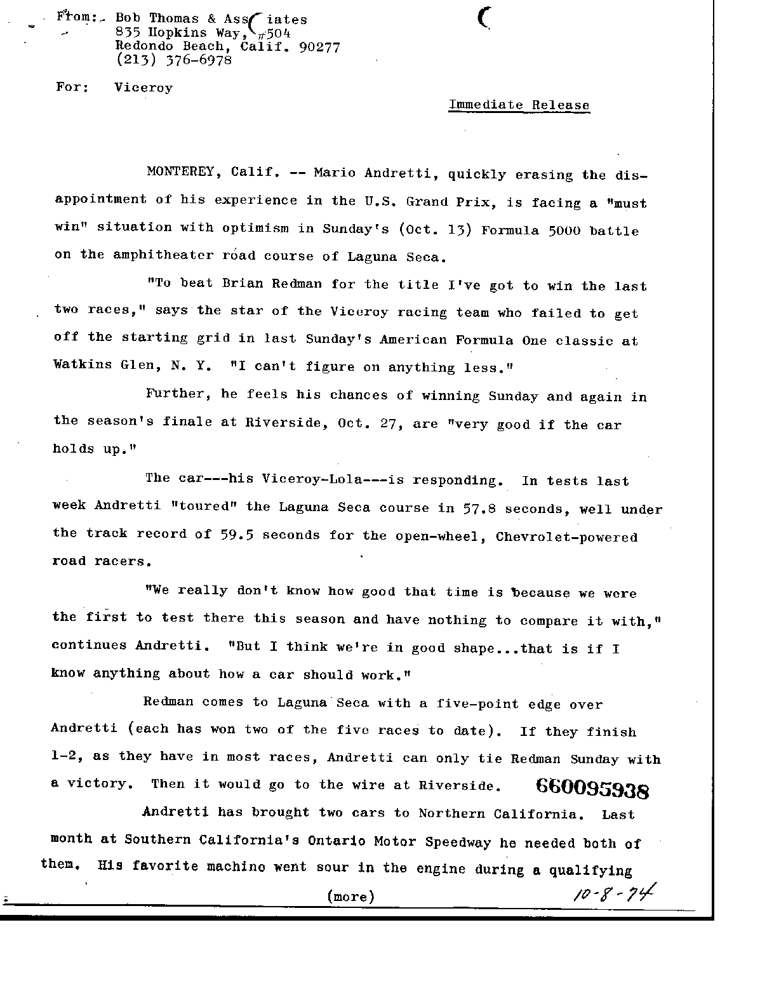 From: Bob Thomas & Ass iates
835 Hopkins Way, #504
Redondo Beach, Calif. 90277
(213) 376-6978
For: Viceroy
Immediate Release
MONTEREY, Calif. -- Mario Andretti, quickly erasing the dis-
appointment of his experience in the U.S. Grand Prix, is facing a "must
win" situation with optimism in Sunday's (Oct. 13) Formula 5000 battle
on the amphitheater road course of Laguna Seca.
"To beat Brian Redman for the title I've got to win the last
two races," says the star of the Viceroy racing team who failed to get
off the starting grid in last Sunday's American Formula One classic at
Watkins Glen, N. Y. "I can't figure on anything less."
Further, he feels his chances of winning Sunday and again in
the season's finale at Riverside, Oct. 27, are "very good if the car
holds up."
The car---his Viceroy-Lola---is responding. In tests last
week Andretti "toured" the Laguna Seca course in 57.8 seconds, well under
the track record of 59.5 seconds for the open-wheel, Chevrolet-powered
road racers.
"We really don't know how good that time is because we were
the first to test there this season and have nothing to compare it with,"
continues Andretti. "But I think we're in good shape...that is if I
know anything about how a car should work."
Redman comes to Laguna Seca with a five-point edge over
Andretti (each has won two of the five races to date). If they finish
1-2, as they have in most races, Andretti can only tie Redman Sunday with
a victory. Then it would go to the wire at Riverside. 660095938
Andretti has brought two cars to Northern California. Last
month at Southern California's Ontario Motor Speedway he needed both of
them. His favorite machino went sour in the engine during a qualifying
(more) 10-8-74